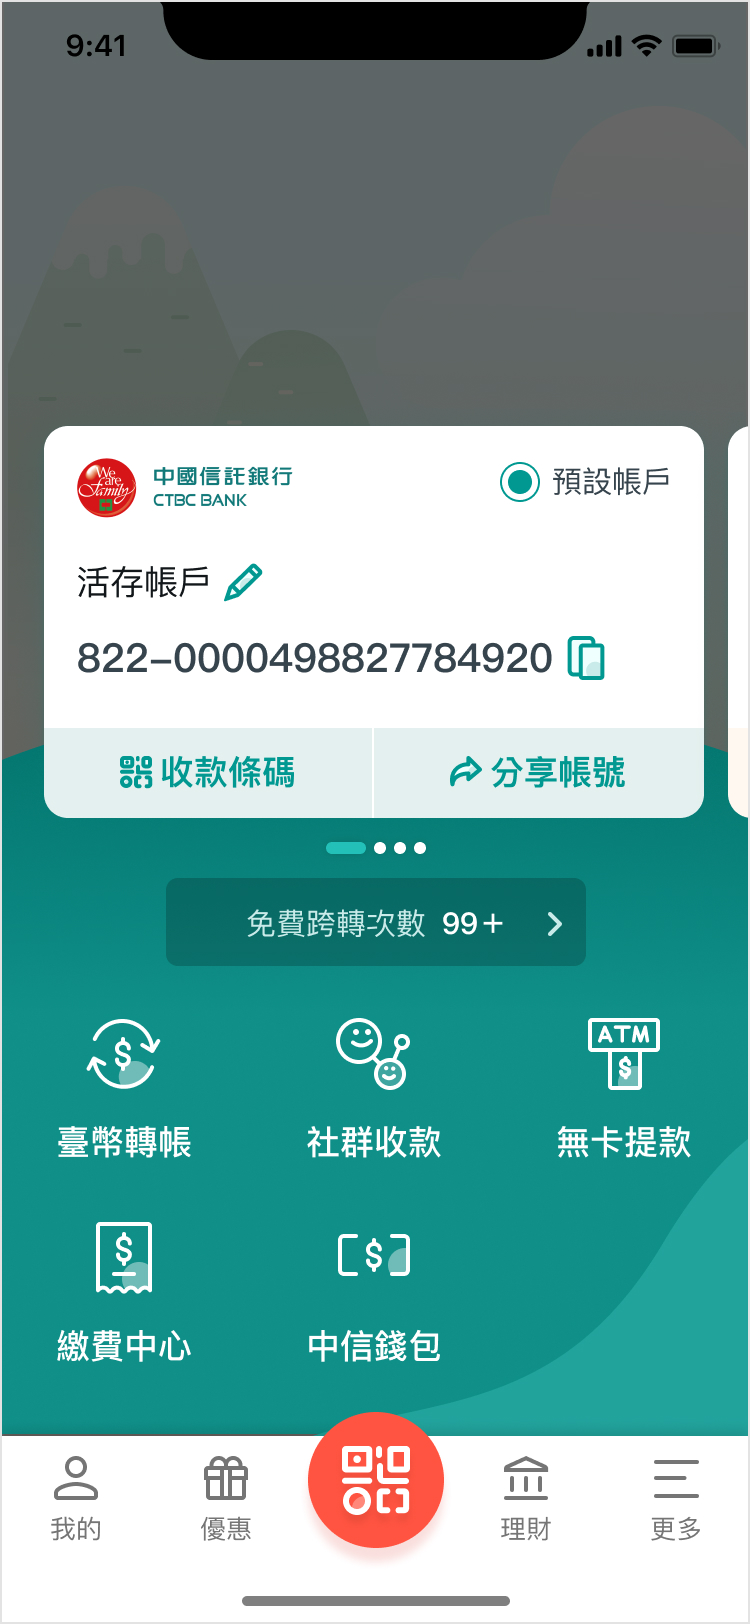 9:41
We are Family
中國信託銀行
CTBC BANK
預設帳戶
活存帳戶
822-0000498827784920
收款條碼
分享帳號
免費跨轉次數 99+
$
ATM
$
臺幣轉帳
社群收款
無卡提款
$
$
繳費中心
中信錢包
我的
優惠
理財
更多